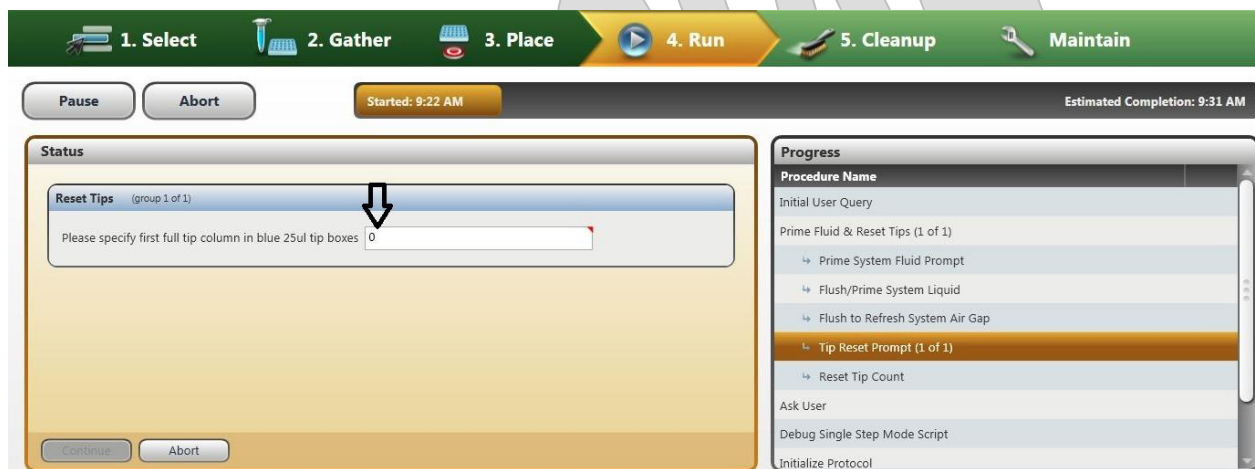 1. Select
2. Gather
3. Place
4. Run
5. Cleanup
Maintain
Pause
Abort
Started: 9:22 AM
Estimated Completion: 9:31 AM
Status
Reset Tips (group 1 of 1)
Please specify first full tip column in blue 25ul tip boxes 0
Continue
Abort
Progress
Procedure Name
Initial User Query
Prime Fluid & Reset Tips (1 of 1)
Prime System Fluid Prompt
Flush/Prime System Liquid
Flush to Refresh System Air Gap
Tip Reset Prompt (1 of 1)
Reset Tip Count
Ask User
Debug Single Step Mode Script
Initialize Protocol